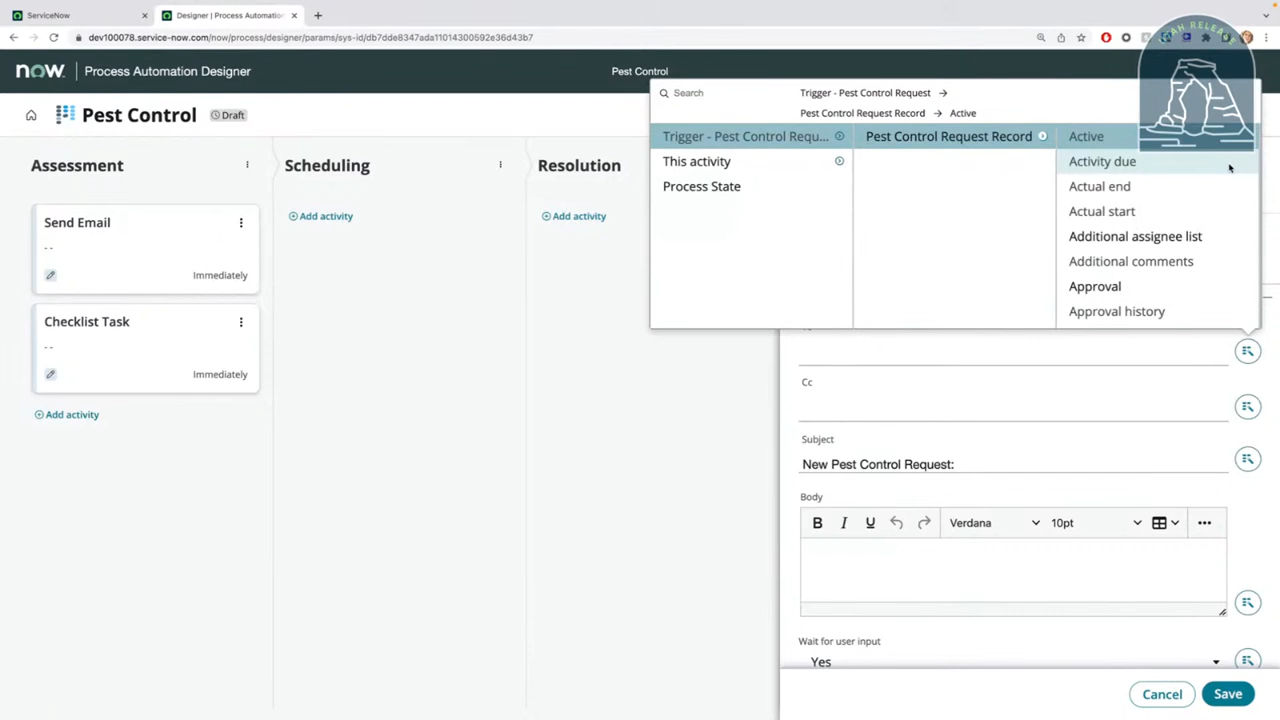 ServiceNow
Designer | Process Automatio
dev100078.service-now.com/now/process/designer/params/sys-id/db7dde8347ada11014300592e36d43b7
now.
Process Automation Designer
Pest Control
RELEASE
Pest Control
Draft
Search
Trigger - Pest Control Request
Pest Control Request Record
Active
Trigger - Pest Control Requ...
Pest Control Request Record
Active
This activity
Activity due
Process State
Actual end
Actual start
Additional assignee list
Additional comments
Approval
Approval history
Assessment
Scheduling
Resolution
Send Email
Add activity
Add activity
--
Immediately
Checklist Task
--
Immediately
Add activity
Cc
Subject
New Pest Control Request:
Body
B I U
Verdana
10pt
Wait for user input
Yes
Cancel
Save